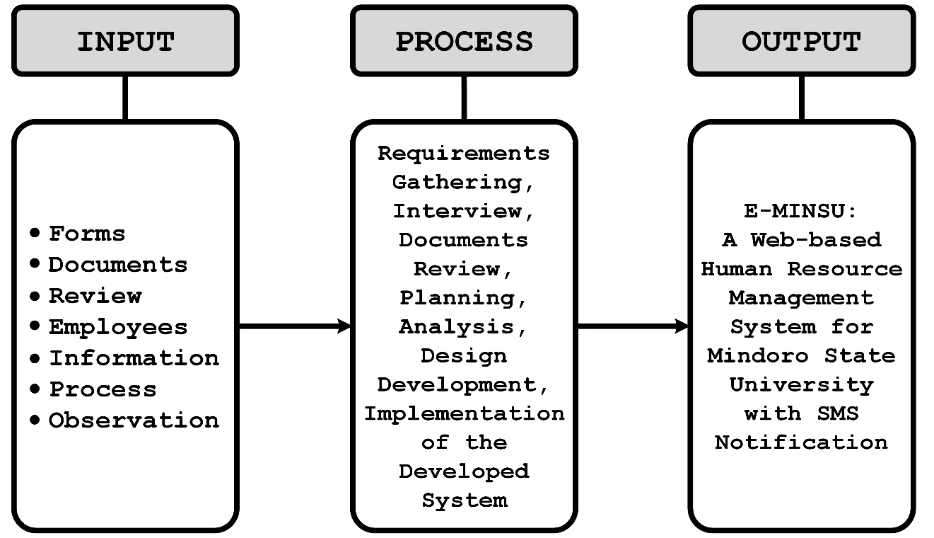 INPUT
PROCESS
OUTPUT
• Forms
• Documents
• Review
• Employees
• Information
• Process
• Observation
Requirements
Gathering,
Interview,
Documents
Review,
Planning,
Analysis,
Design
Development,
Implementation
of the
Developed
System
E-MINSU:
A Web-based
Human Resource
Management
System for
Mindoro State
University
with SMS
Notification